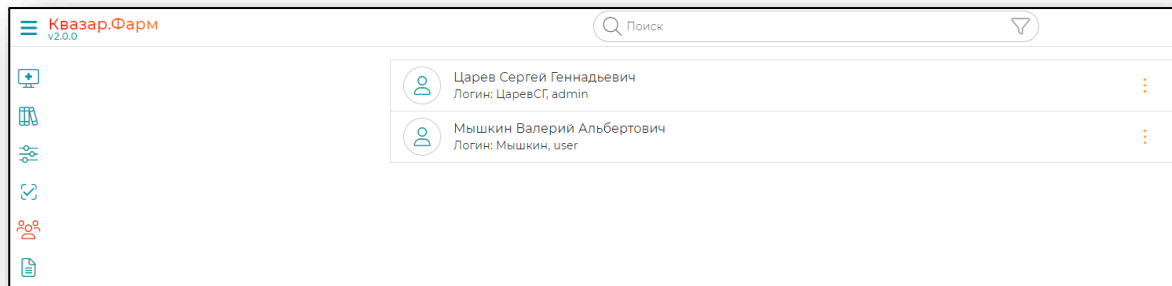 Квазар.Фарм
v2.0.0
Поиск
Царев Сергей Геннадьевич
Логин: ЦаревСГ, admin
Мышкин Валерий Альбертович
Логин: Мышкин, user